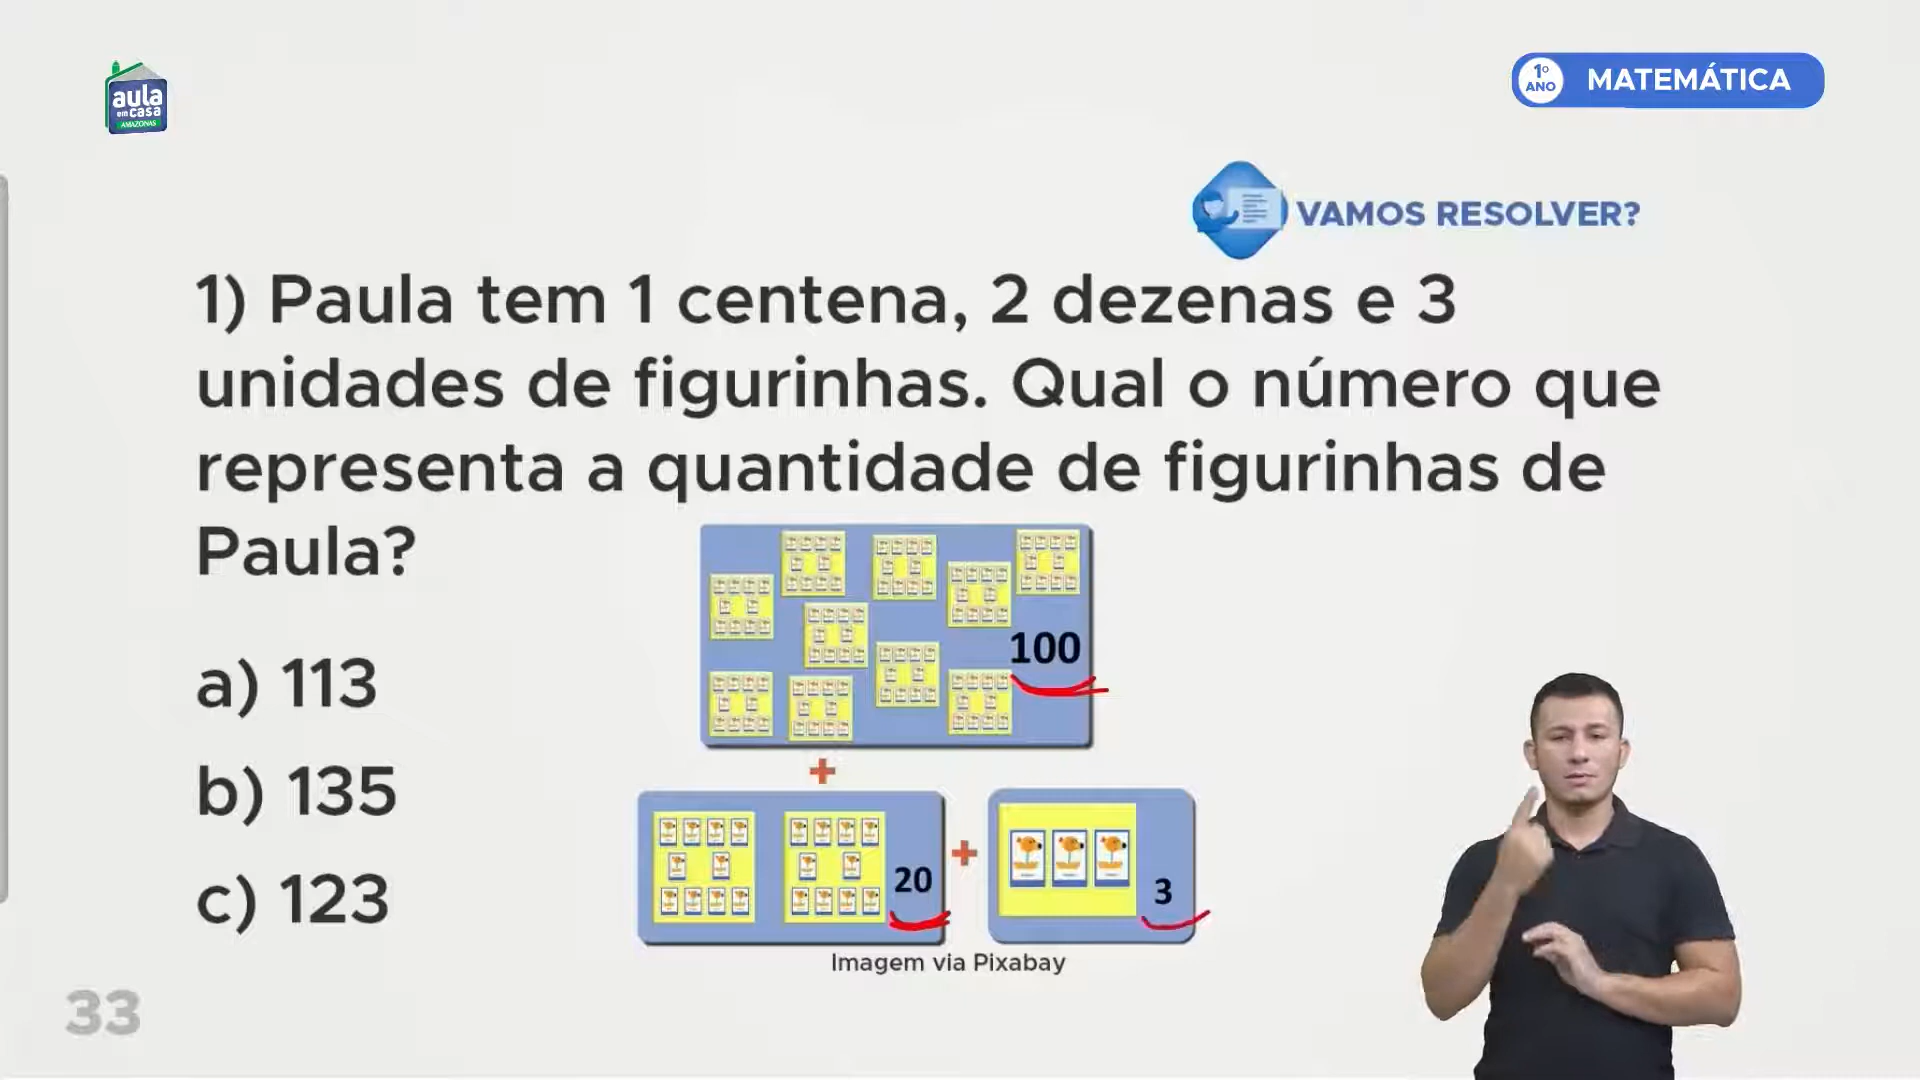 aula
em casa
AMAZONAS
1º
ANO
MATEMÁTICA
VAMOS RESOLVER?
1) Paula tem 1 centena, 2 dezenas e 3
unidades de figurinhas. Qual o número que
representa a quantidade de figurinhas de
Paula?
100
a) 113
b) 135
c) 123
+
20
+
3
Imagem via Pixabay
33